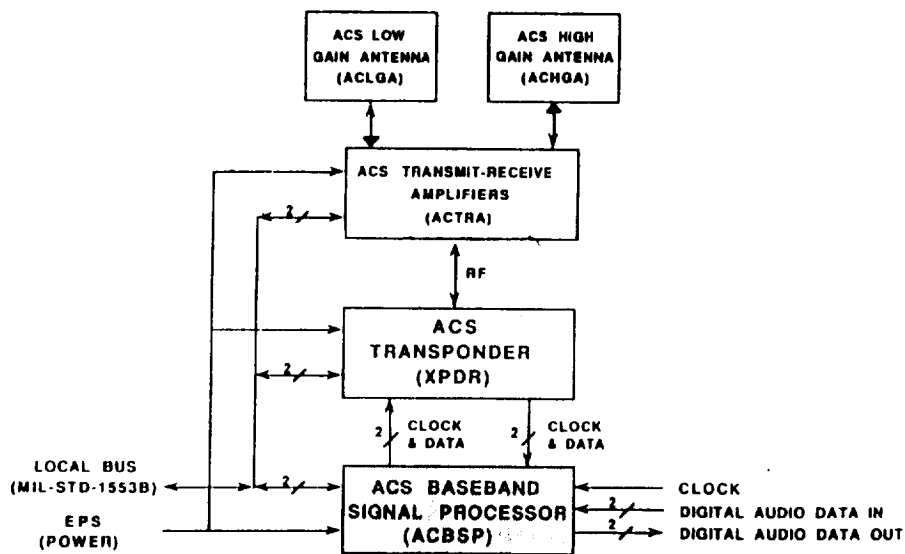 ACS LOW
GAIN ANTENNA
(ACLGA)
ACS HIGH
GAIN ANTENNA
(ACHGA)
ACS TRANSMIT-RECEIVE
AMPLIFIERS
(ACTRA)
2
RF
ACS
TRANSPONDER
(XPDR)
2
2
CLOCK
& DATA
2
CLOCK
& DATA
LOCAL BUS
(MIL-STD-1553B)
2
EPS
(POWER)
ACS BASEBAND
SIGNAL PROCESSOR
(ACBSP)
CLOCK
2
DIGITAL AUDIO DATA IN
2
DIGITAL AUDIO DATA OUT